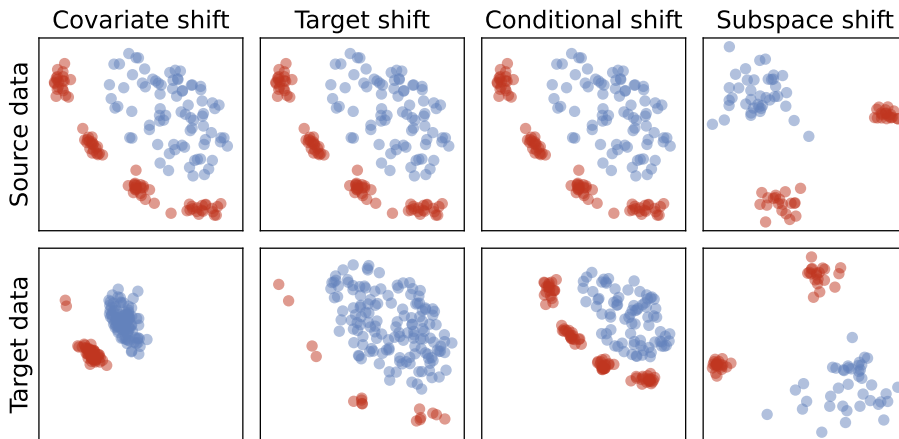 Covariate shift
Target shift
Conditional shift
Subspace shift
Source data
Target data